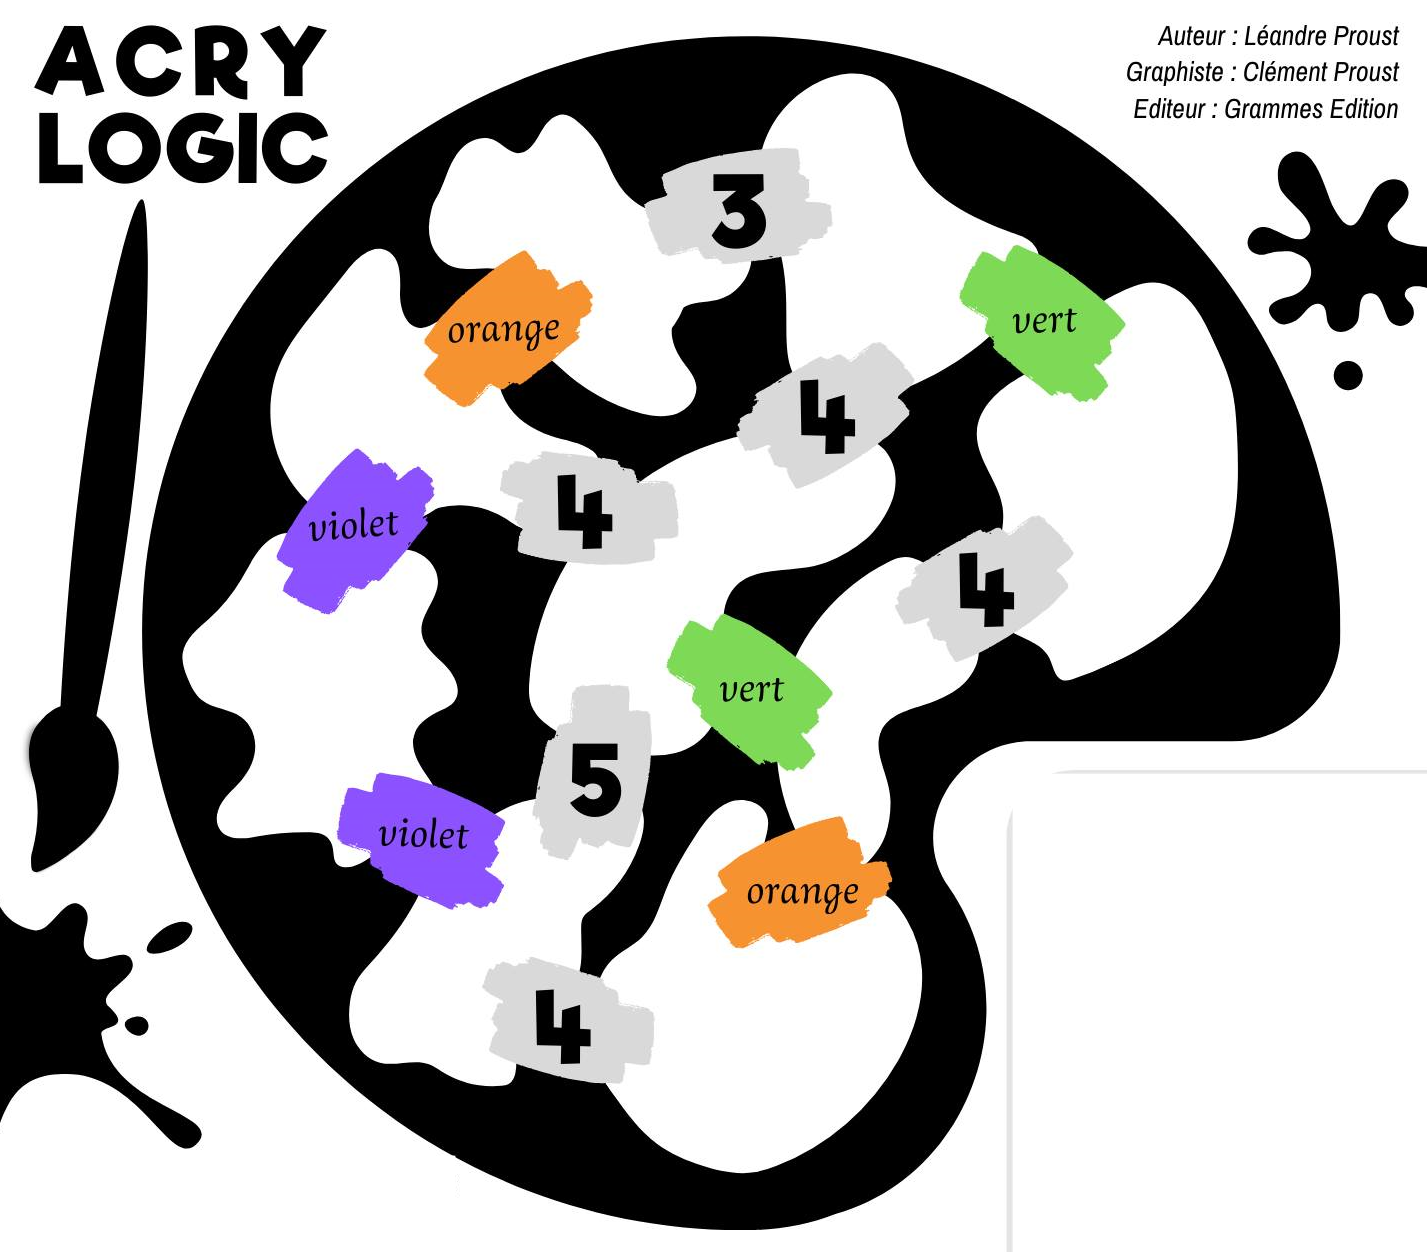 ACRY
LOGIC
Auteur : Léandre Proust
Graphiste : Clément Proust
Editeur : Grammes Edition
3
orange
vert
4
4
violet
4
vert
5
violet
orange
4